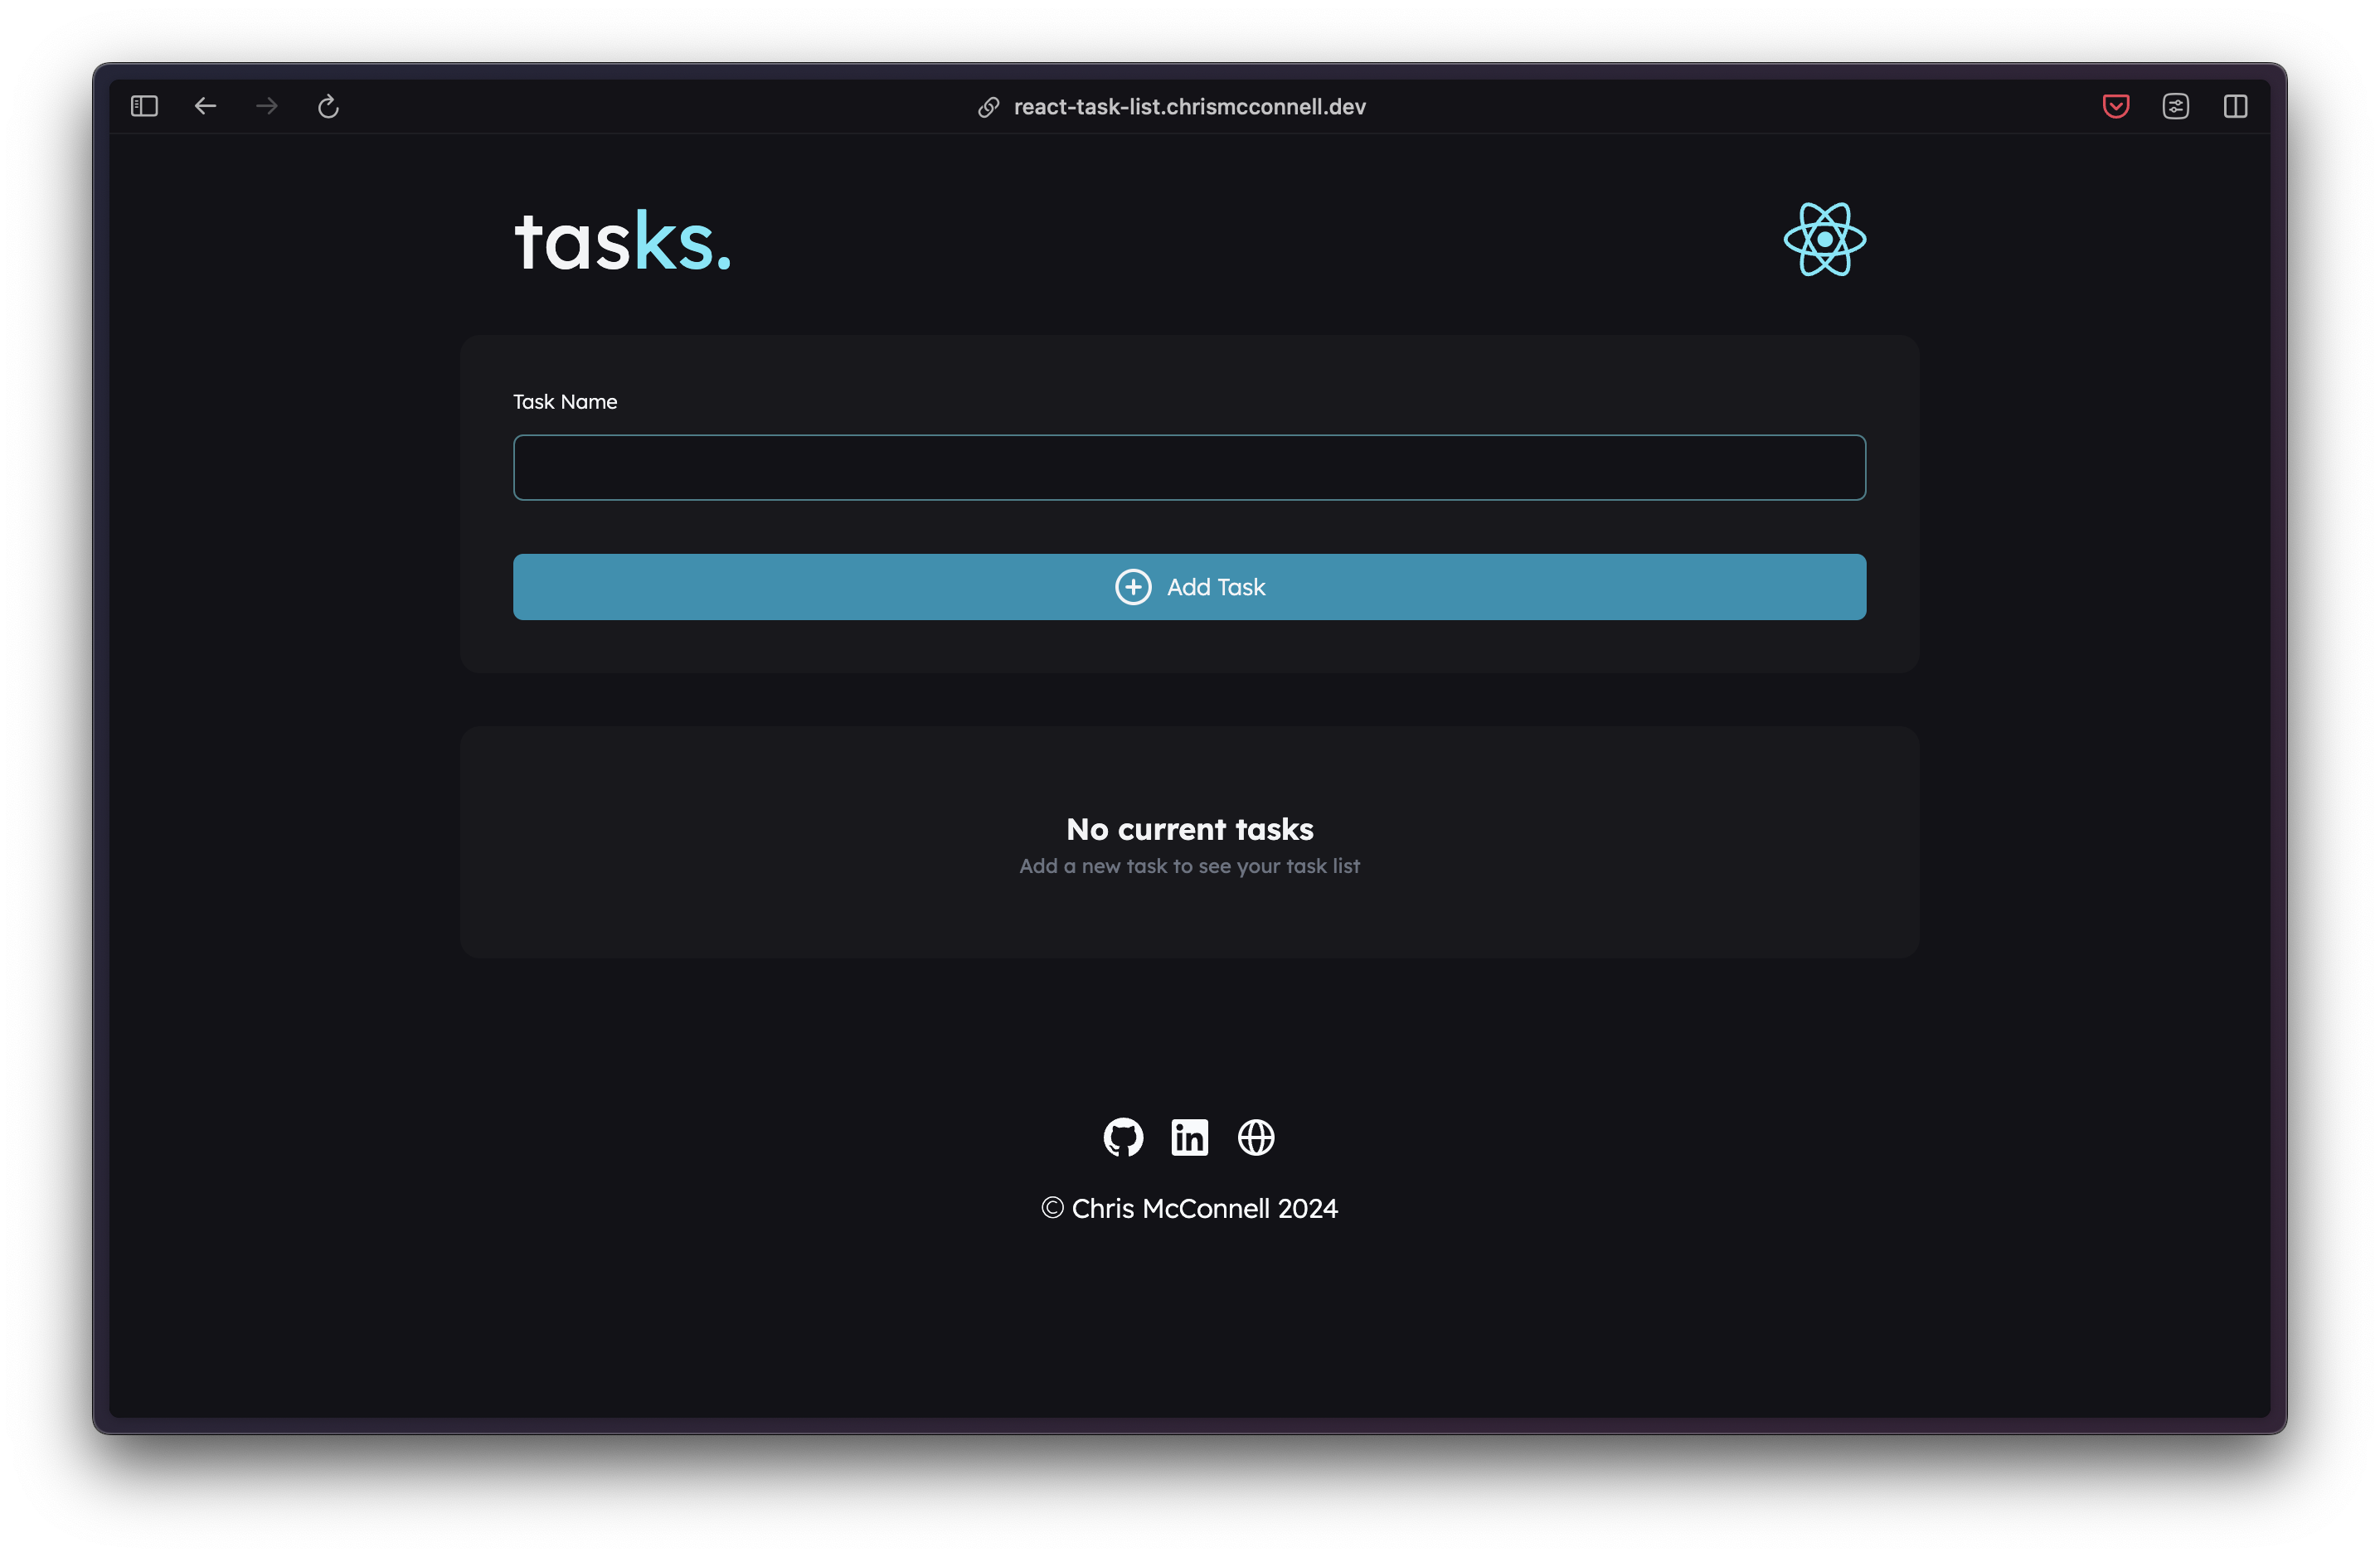 react-task-list.chrismcconnell.dev
tasks.
Task Name
Add Task
No current tasks
Add a new task to see your task list
in
© Chris McConnell 2024